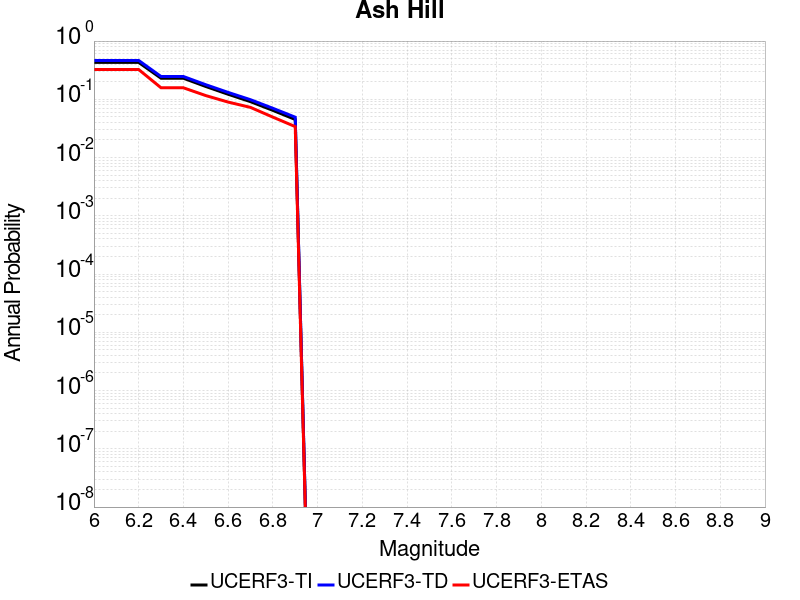 Ash Hill
Annual Probability
10^0
10^-1
10^-2
10^-3
10^-4
10^-5
10^-6
10^-7
10^-8
6 6.2 6.4 6.6 6.8 7 7.2 7.4 7.6 7.8 8 8.2 8.4 8.6 8.8 9
Magnitude
UCERF3-TI UCERF3-TD UCERF3-ETAS